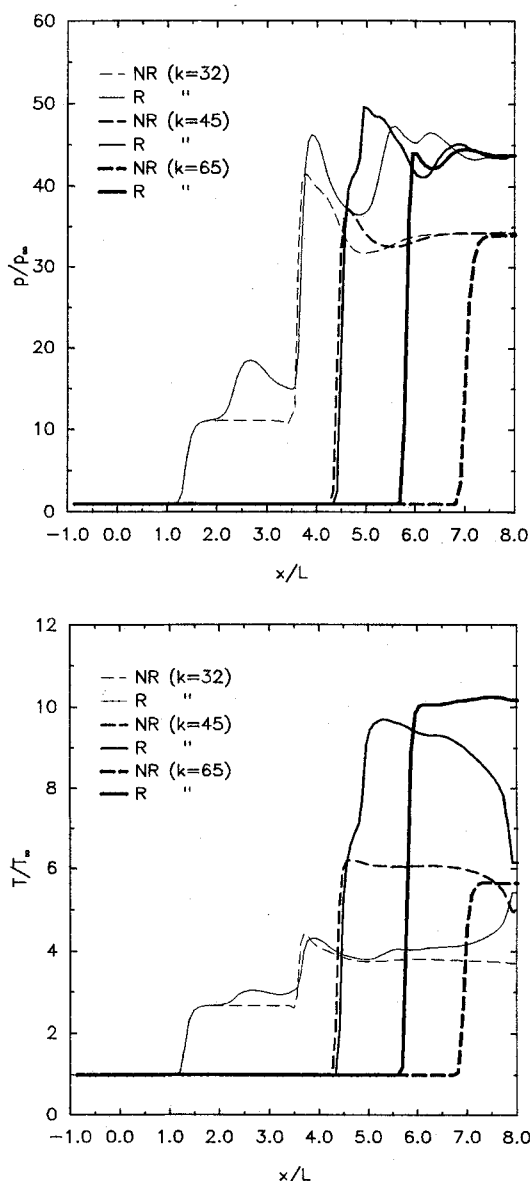 60
50
40
30
20
10
0
p/p∞
NR (k=32)
R "
NR (k=45)
R "
NR (k=65)
R "
-1.0 0.0 1.0 2.0 3.0 4.0 5.0 6.0 7.0 8.0
x/L
12
10
8
6
4
2
0
T/T∞
NR (k=32)
R "
NR (k=45)
R "
NR (k=65)
R "
-1.0 0.0 1.0 2.0 3.0 4.0 5.0 6.0 7.0 8.0
x/L